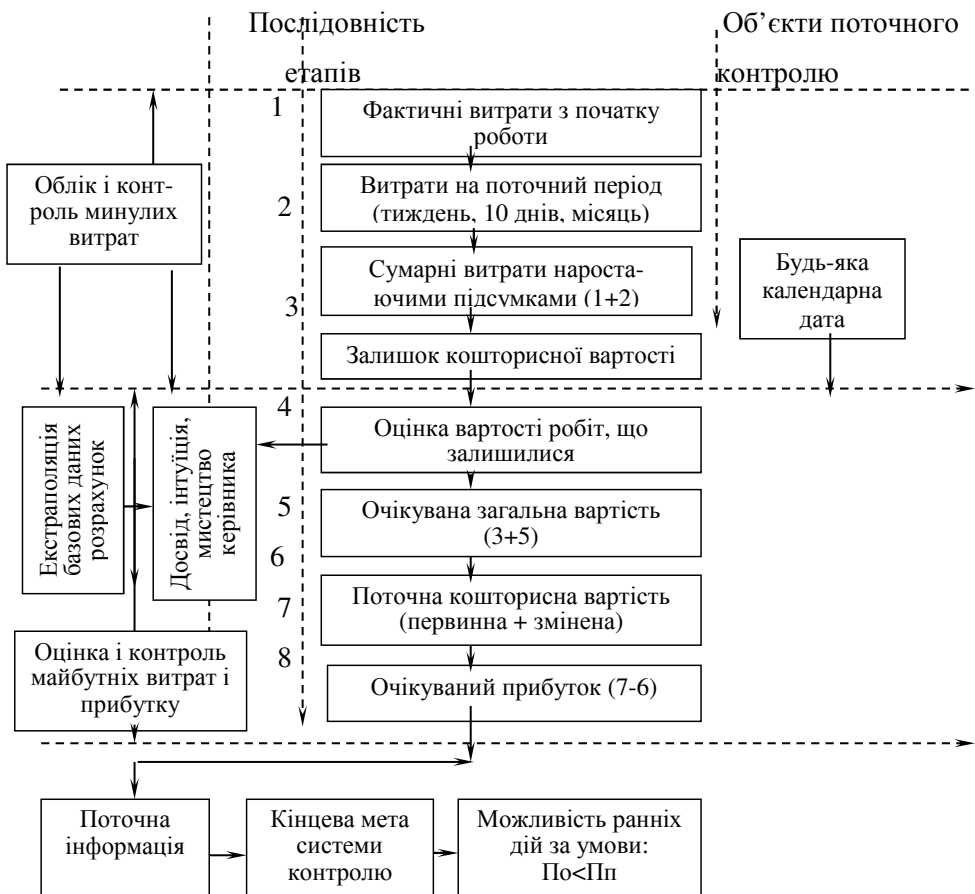 Послідовність
етапів
Об’єкти поточного
контролю
1
Фактичні витрати з початку
роботи
Облік і конт-
роль минулих
витрат
2
Витрати на поточний період
(тиждень, 10 днів, місяць)
3
Сумарні витрати нароста-
ючими підсумками (1+2)
Будь-яка
календарна
дата
Залишок кошторисної вартості
4
Оцінка вартості робіт, що
залишилися
Екстраполяція
базових даних
розрахунок
Досвід, інтуїція,
мистецтво
керівника
5
Очікувана загальна вартість
(3+5)
6
7
Поточна кошторисна вартість
(первинна + змінена)
8
Оцінка і контроль
майбутніх витрат і
прибутку
Очікуваний прибуток (7-6)
Поточна
інформація
Кінцева мета
системи
контролю
Можливість ранніх
дій за умови:
По<Пп